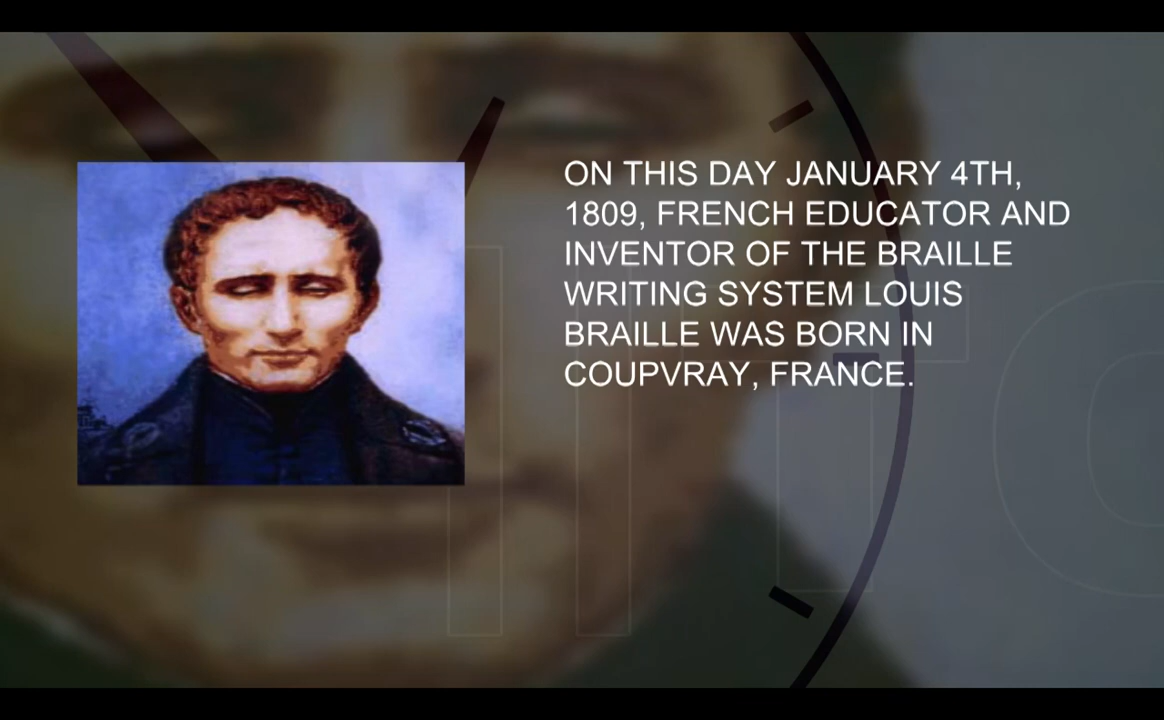 ON THIS DAY JANUARY 4TH,
1809, FRENCH EDUCATOR AND
INVENTOR OF THE BRAILLE
WRITING SYSTEM LOUIS
BRAILLE WAS BORN IN
COUPVRAY, FRANCE.